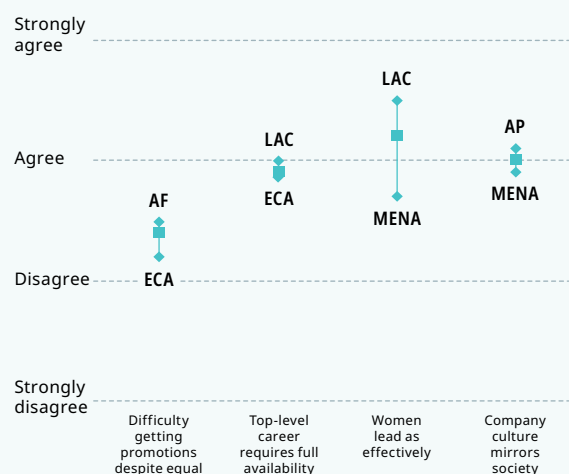 Strongly
agree
LAC
AP
LAC
Agree
MENA
ECA
AF
MENA
Disagree
ECA
Strongly
disagree
Difficulty
getting
promotions
despite equal
Top-level
career
requires full
availability
Women
lead as
effectively
Company
culture
mirrors
society